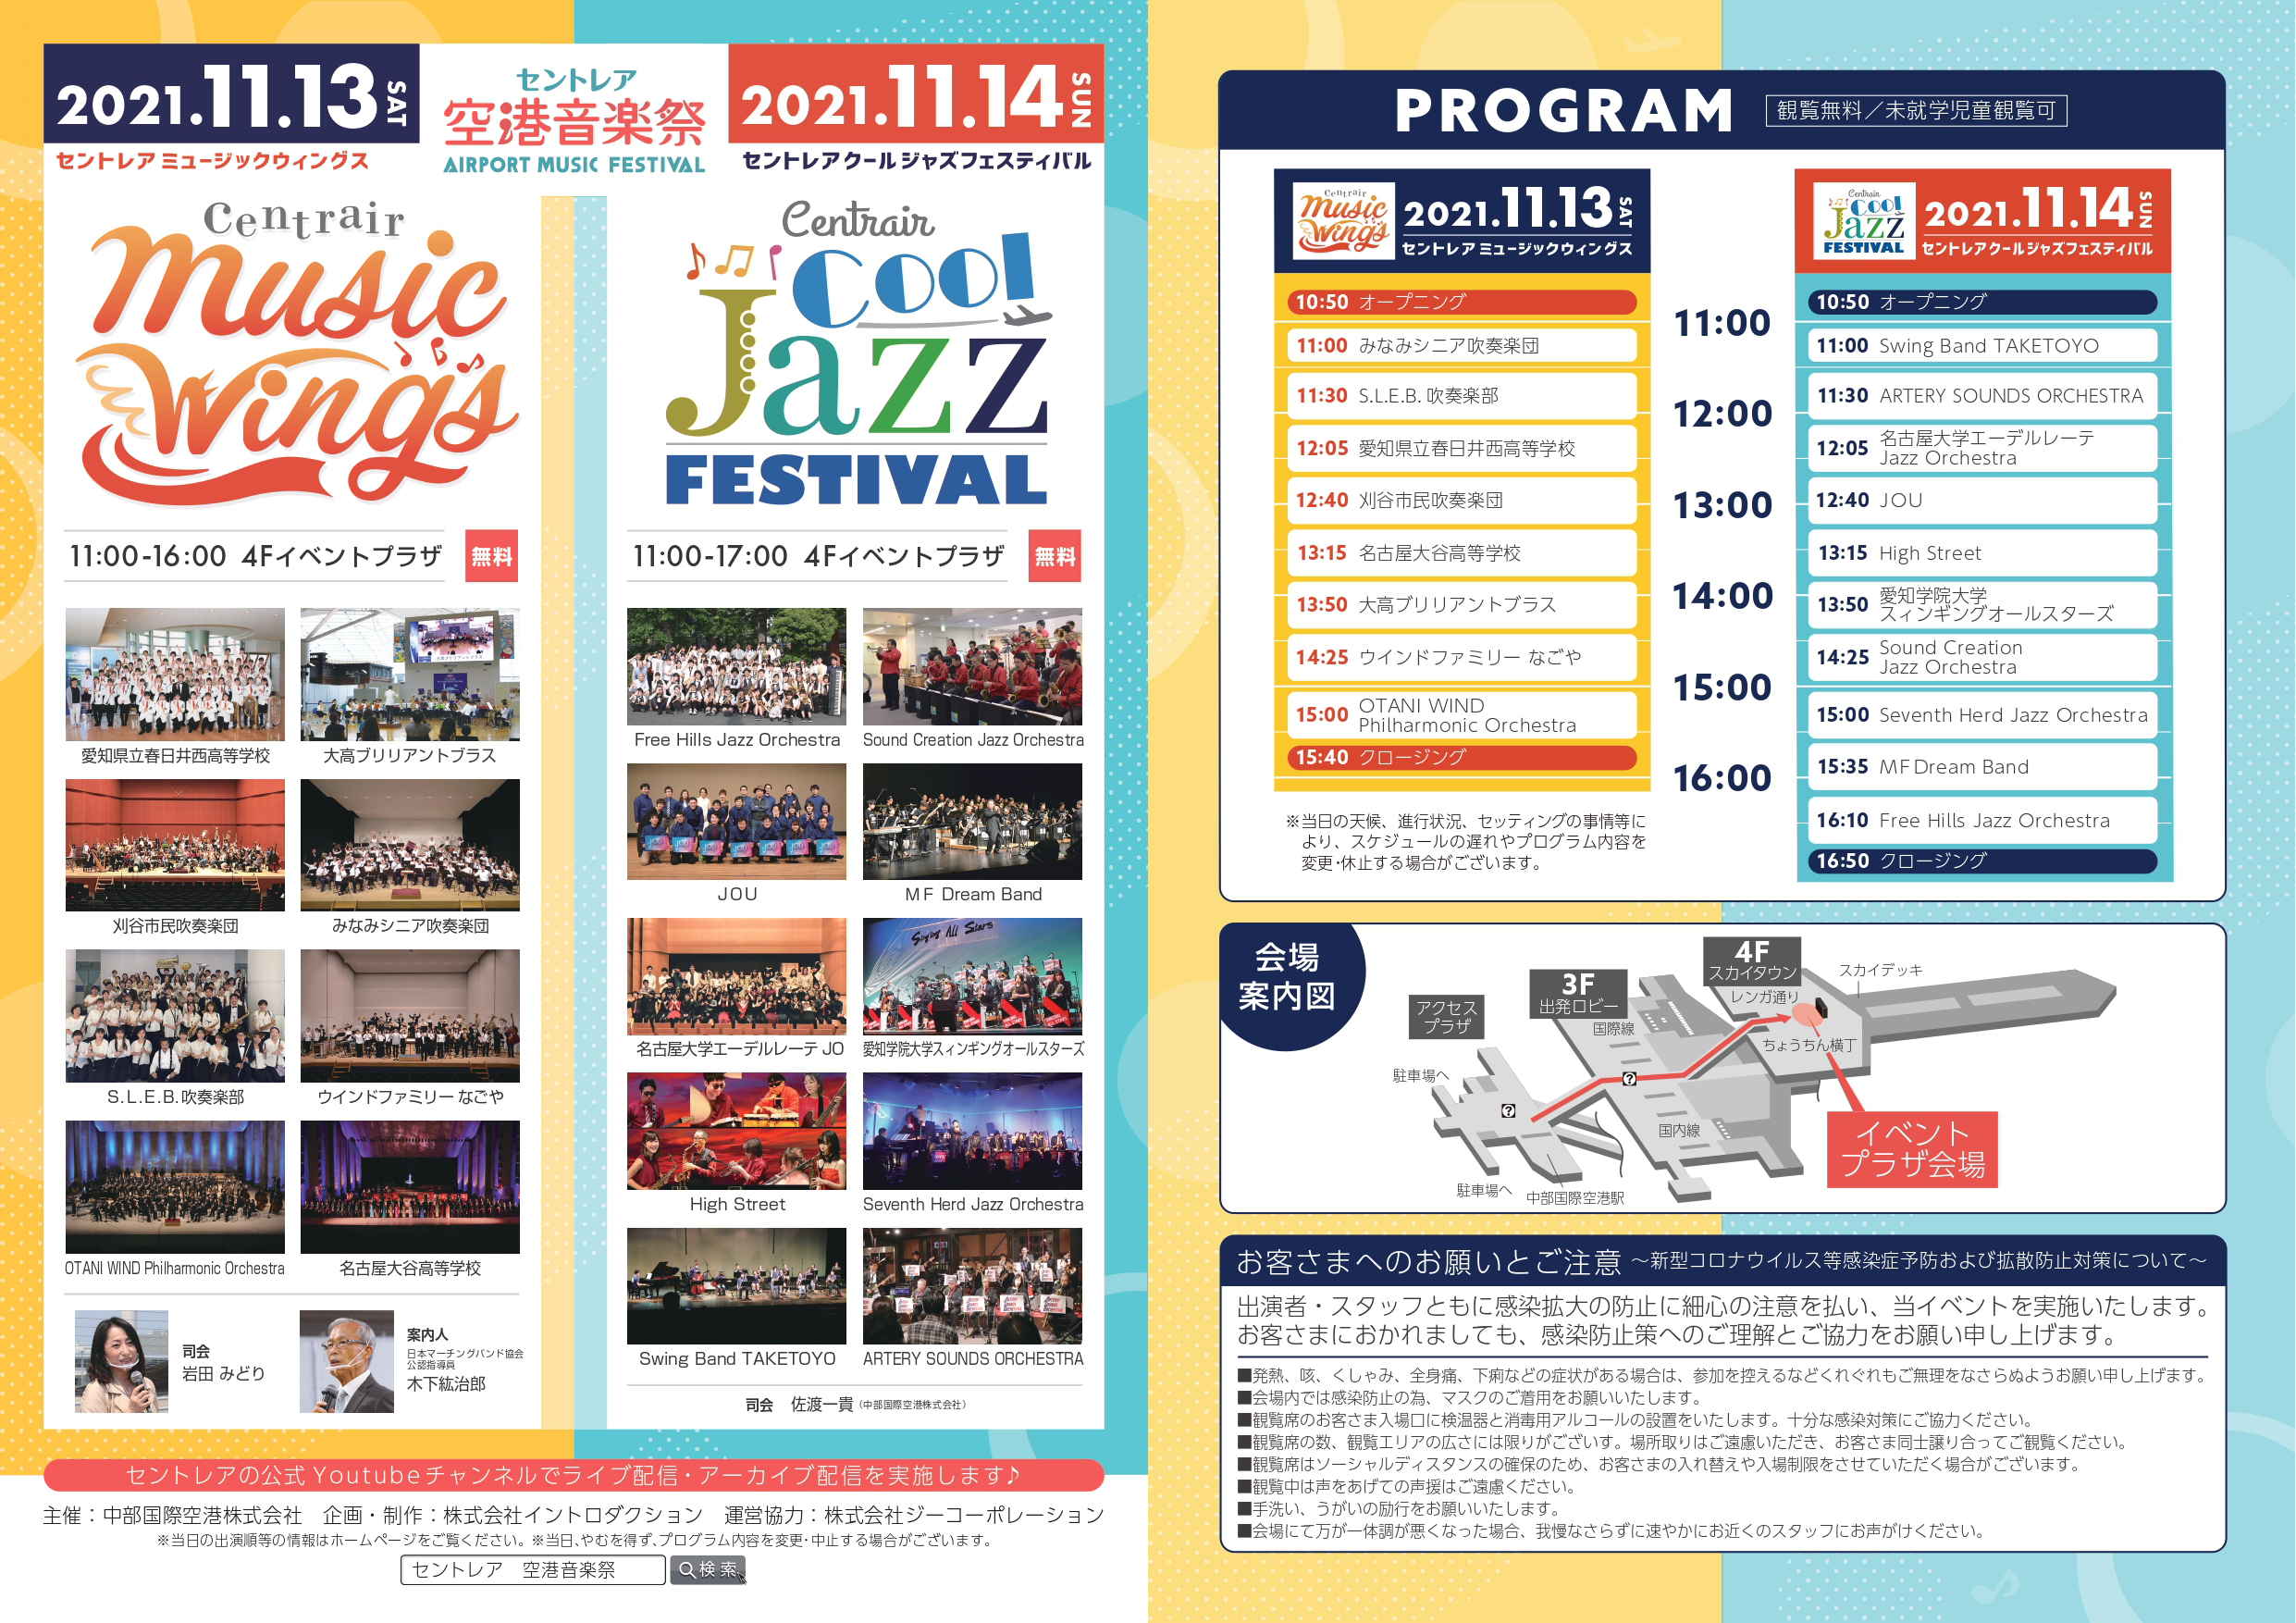 2021.11.13 SAT
セントレア ミュージックウィングス
セントレア
空港音楽祭
AIRPORT MUSIC FESTIVAL
2021.11.14 SUN
セントレアクール ジャズフェスティバル
Centrair
Music
Wings
11:00-16:00 4Fイベントプラザ 無料
愛知県立春日井西高等学校
大高ブリリアントブラス
刈谷市民吹奏楽団
みなみシニア吹奏楽団
S.L.E.B.吹奏楽部
ウインドファミリー なごや
OTANI WIND Philharmonic Orchestra
名古屋大谷高等学校
司会
岩田 みどり
案内人
日本マーチングバンド協会
公認指導員
木下紘治郎
Centrair
Cool
Jazz
FESTIVAL
11:00-17:00 4Fイベントプラザ 無料
Free Hills Jazz Orchestra
Sound Creation Jazz Orchestra
JOU
MF Dream Band
名古屋大学エーデルレーテ JO
愛知学院大学スィンギングオールスターズ
High Street
Seventh Herd Jazz Orchestra
Swing Band TAKETOYO
ARTERY SOUNDS ORCHESTRA
司会 佐渡一貴(中部国際空港株式会社)
セントレアの公式 Youtubeチャンネルでライブ配信・アーカイブ配信を実施します♪
主催:中部国際空港株式会社 企画・制作:株式会社イントロダクション 運営協力:株式会社ジーコーポレーション
※当日の出演順等の情報はホームページをご覧ください。※当日、やむを得ず、プログラム内容を変更・中止する場合がございます。
セントレア 空港音楽祭 検索
PROGRAM 観覧無料/未就学児童観覧可
Centrair
Music
Wings
2021.11.13 SAT
セントレア ミュージックウィングス
10:50 オープニング
11:00 みなみシニア吹奏楽団
11:30 S.L.E.B. 吹奏楽部
12:05 愛知県立春日井西高等学校
12:40 刈谷市民吹奏楽団
13:15 名古屋大谷高等学校
13:50 大高ブリリアントブラス
14:25 ウインドファミリー なごや
15:00 OTANI WIND
Philharmonic Orchestra
15:40 クロージング
※当日の天候、進行状況、セッティングの事情等に
より、スケジュールの遅れやプログラム内容を
変更・休止する場合がございます。
11:00
12:00
13:00
14:00
15:00
16:00
Centrair
Cool
Jazz
FESTIVAL
2021.11.14 SUN
セントレアクール ジャズフェスティバル
10:50 オープニング
11:00 Swing Band TAKETOYO
11:30 ARTERY SOUNDS ORCHESTRA
12:05 名古屋大学エーデルレーテ
Jazz Orchestra
12:40 JOU
13:15 High Street
13:50 愛知学院大学
スィンギングオールスターズ
14:25 Sound Creation
Jazz Orchestra
15:00 Seventh Herd Jazz Orchestra
15:35 MF Dream Band
16:10 Free Hills Jazz Orchestra
16:50 クロージング
会場
案内図
アクセス
プラザ
3F
出発ロビー
国際線
4F
スカイタウン
レンガ通り
スカイデッキ
ちょうちん横丁
駐車場へ
国内線
駐車場へ
中部国際空港駅
イベント
プラザ会場
お客さまへのお願いとご注意 ~新型コロナウイルス等感染症予防および拡散防止対策について~
出演者・スタッフともに感染拡大の防止に細心の注意を払い、当イベントを実施いたします。
お客さまにおかれましても、感染防止策へのご理解とご協力をお願い申し上げます。
■発熱、咳、くしゃみ、全身痛、下痢などの症状がある場合は、参加を控えるなどくれぐれもご無理をなさらぬようお願い申し上げます。
■会場内では感染防止の為、マスクのご着用をお願いいたします。
■観覧席のお客さま入場口に検温器と消毒用アルコールの設置をいたします。十分な感染対策にご協力ください。
■観覧席の数、観覧エリアの広さには限りがございす。場所取りはご遠慮いただき、お客さま同士譲り合ってご観覧ください。
■観覧席はソーシャルディスタンスの確保のため、お客さまの入れ替えや入場制限をさせていただく場合がございます。
■観覧中は声をあげての声援はご遠慮ください。
■手洗い、うがいの励行をお願いいたします。
■会場にて万が一体調が悪くなった場合、我慢なさらずに速やかにお近くのスタッフにお声がけください。